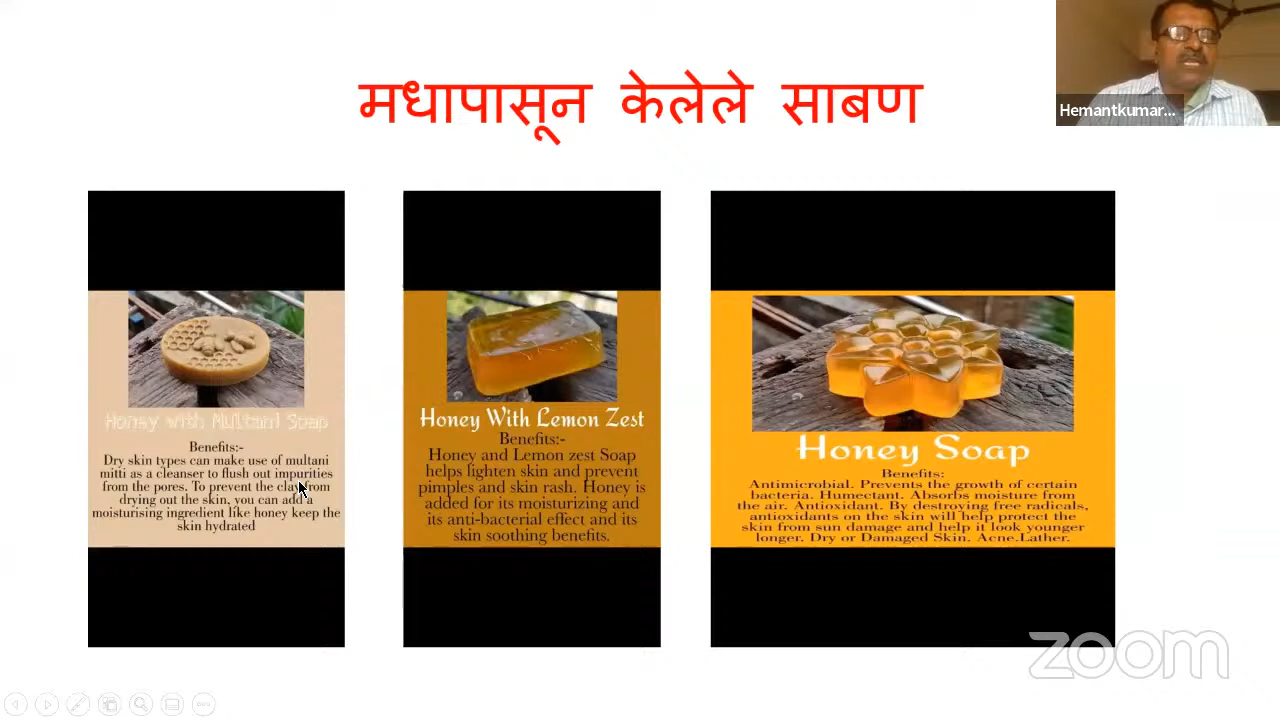 मधापासून केलेले साबण
Hemantkumar...
Honey with Multani Soap
Benefits:-
Dry skin types can make use of multani
mitti as a cleanser to flush out impurities
from the pores. To prevent the clay from
drying out the skin, you can add a
moisturising ingredient like honey keep the
skin hydrated
Honey With Lemon Zest
Benefits:-
Honey and Lemon zest Soap
helps lighten skin and prevent
pimples and skin rash. Honey is
added for its moisturizing and
its anti-bacterial effect and its
skin soothing benefits.
Honey Soap
Benefits:
Antimicrobial. Prevents the growth of certain
bacteria. Humectant. Absorbs moisture from
the air. Antioxidant. By destroying free radicals,
antioxidants on the skin will help protect the
skin from sun damage and help it look younger
longer. Dry or Damaged Skin. Acne.Lather.
zoom